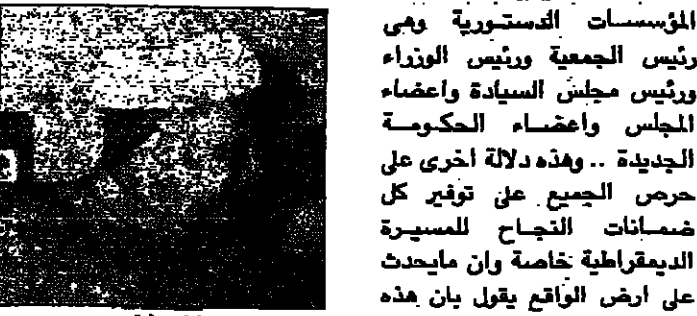 المؤسسات الدستورية وهى
رئيس الجمعية ورئيس الوزراء
ورئيس مجلس السيادة واعضاء
المجلس واعضاء الحكومة
الجديدة .. وهذه دلالة اخرى على
حرص الجميع على توفير كل
ضمانات النجاح للمسيرة
الديمقراطية خاصة وان مايحدث
على ارض الواقع يقول بان هذه